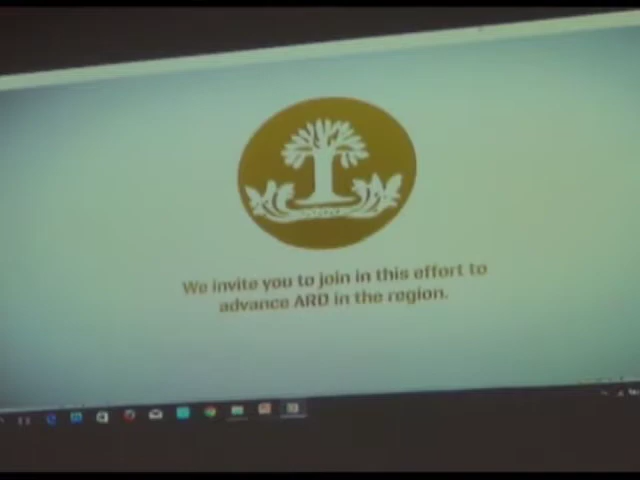 We invite you to join in this effort to
advance ARD in the region.